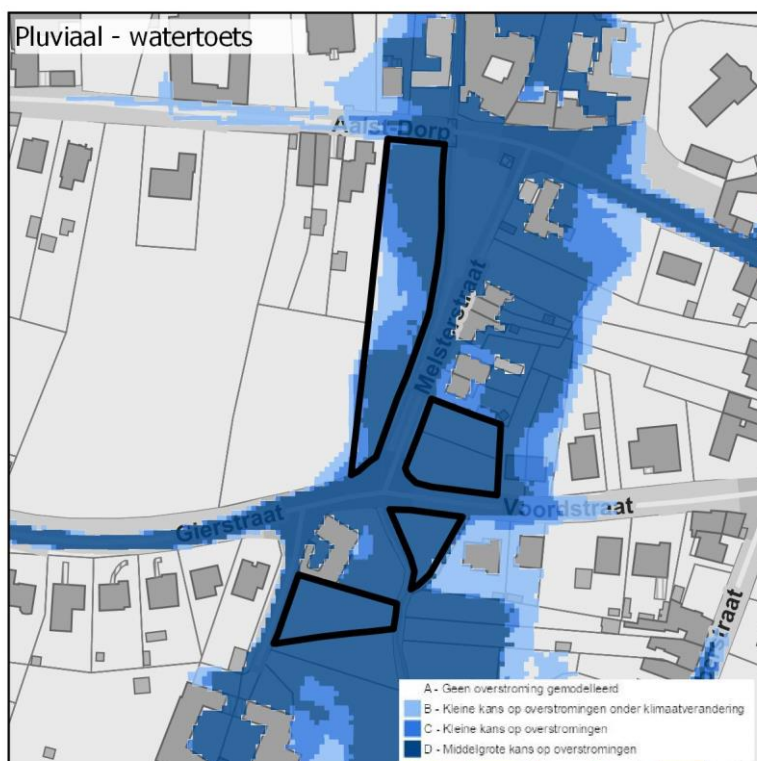 Pluviaal - watertoets
Aalst-Dorp
Melsterstraat
Gierstraat
Voordstraat
rstraat
A - Geen overstroming gemodelleerd
B - Kleine kans op overstromingen onder klimaatverandering
C - Kleine kans op overstromingen
D - Middelgrote kans op overstromingen